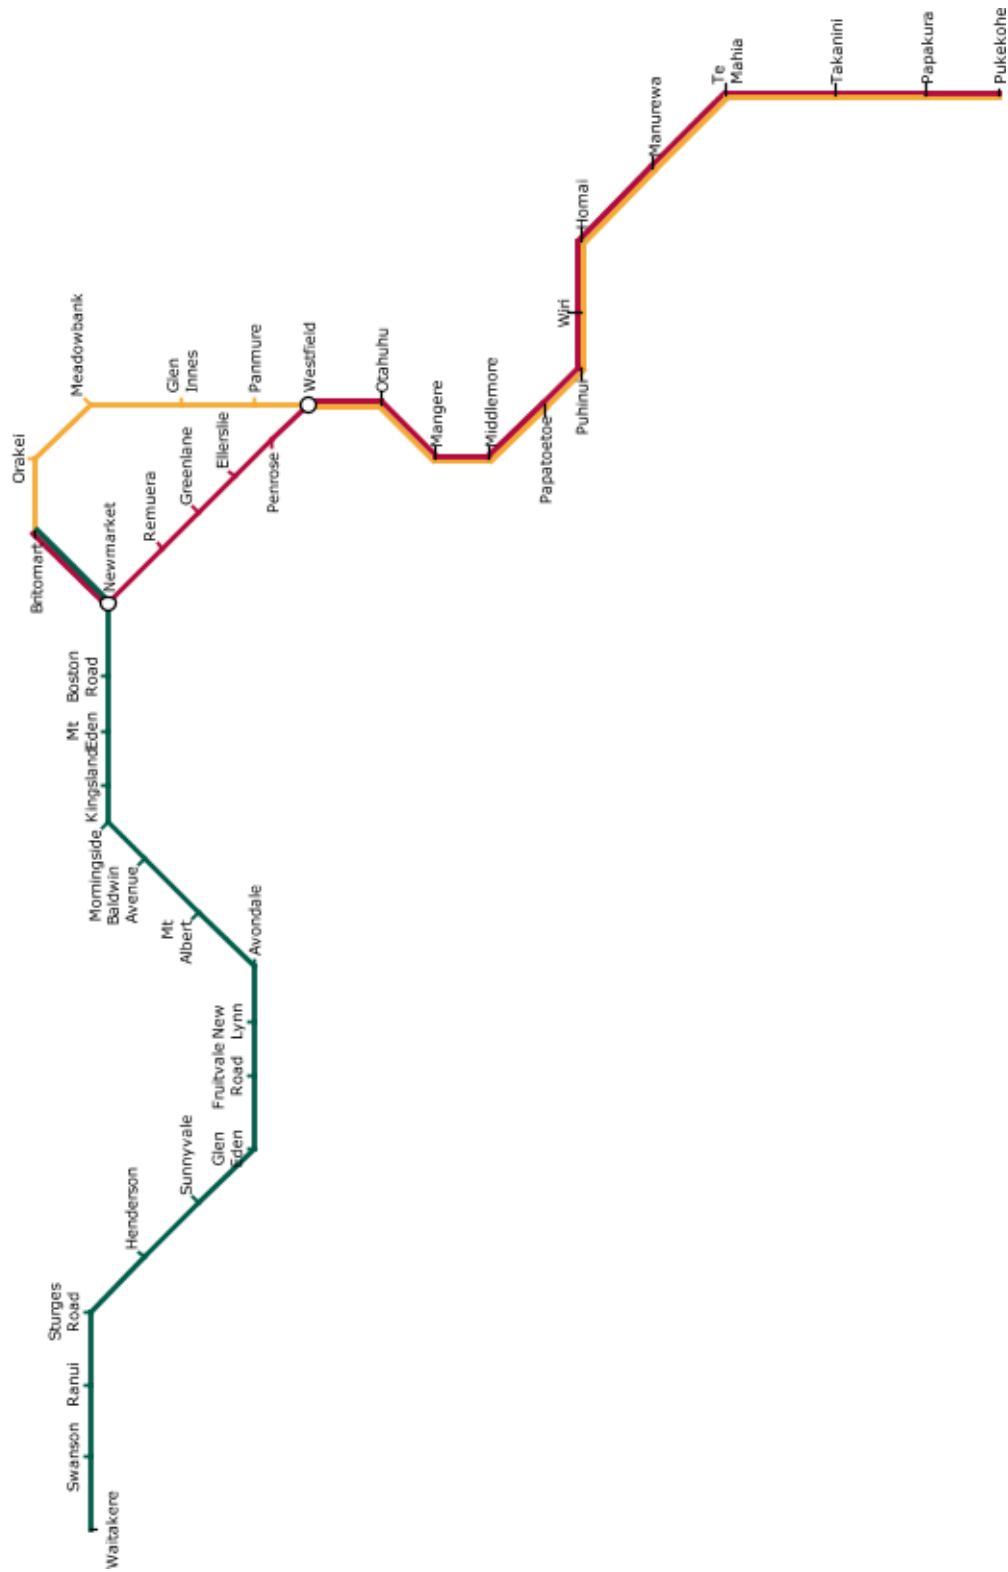 Waitakere
Swanson
Ranui
Sturges
Road
Henderson
Sunnyvale
Glen
Eden
Fruitvale
Road
New
Lynn
Avondale
Mt
Albert
Baldwin
Avenue
Morningside
Kingsland
Mt
Eden
Boston
Road
Newmarket
Britomart
Orakei
Meadowbank
Glen
Innes
Panmure
Remuera
Greenlane
Ellerslie
Penrose
Westfield
Otahuhu
Mangere
Middlemore
Papatoetoe
Puhinui
Wiri
Homai
Manurewa
Te
Mahia
Takanini
Papakura
Pukekohe